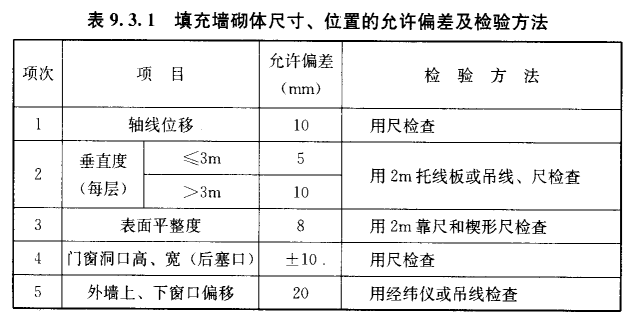 表 9.3.1 填充墙砌体尺寸、位置的允许偏差及检验方法
项次 项 目 允许偏差 (mm) 检 验 方 法
1 轴线位移 10 用尺检查
2 垂直度 (每层) ≤3m 5 用 2m 托线板或吊线、尺检查
>3m 10
3 表面平整度 8 用 2m 靠尺和楔形尺检查
4 门窗洞口高、宽（后塞口） ±10 用尺检查
5 外墙上、下窗口偏移 20 用经纬仪或吊线检查